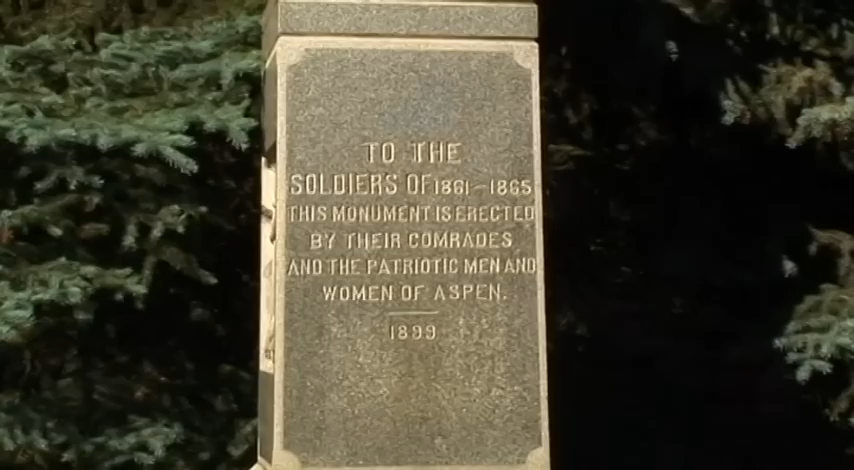 TO THE
SOLDIERS OF 1861-1865
THIS MONUMENT IS ERECTED
BY THEIR COMRADES
AND THE PATRIOTIC MEN AND
WOMEN OF ASPEN.
1899